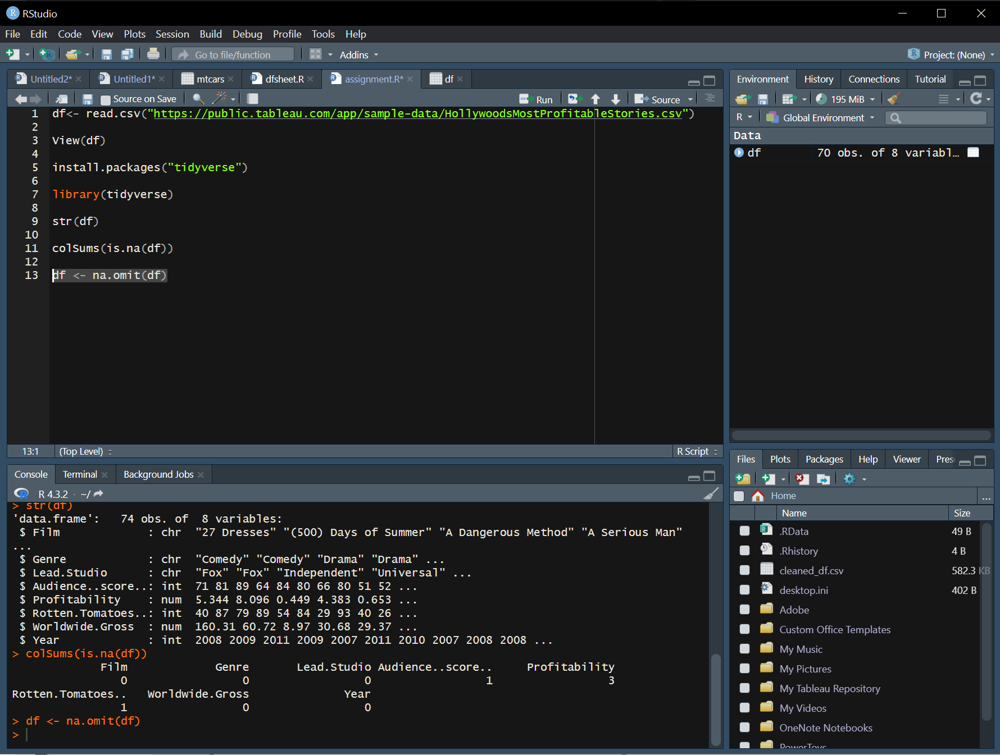 RStudio
File Edit Code View Plots Session Build Debug Profile Tools Help
Go to file/function Addins Project: (None)
Untitled2* Untitled1* mtcars dfsheet.R assignment.R* df
Source on Save Run Source
1 df<- read.csv("https://public.tableau.com/app/sample-data/HollywoodsMostProfitableStories.csv")
2
3 View(df)
4
5 install.packages("tidyverse")
6
7 library(tidyverse)
8
9 str(df)
10
11 colSums(is.na(df))
12
13 df <- na.omit(df)
13:1 (Top Level) R Script
Console Terminal Background Jobs
R 4.3.2 · ~/
> str(df)
'data.frame':   74 obs. of  8 variables:
 $ Film             : chr  "27 Dresses" "(500) Days of Summer" "A Dangerous Method" "A Serious Man"
...
 $ Genre            : chr  "Comedy" "Comedy" "Drama" "Drama" ...
 $ Lead.Studio      : chr  "Fox" "Fox" "Independent" "Universal" ...
 $ Audience..score..: int  71 81 89 64 84 80 66 80 51 52 ...
 $ Profitability    : num  5.344 8.096 0.449 4.383 0.653 ...
 $ Rotten.Tomatoes..: int  40 87 79 89 54 84 29 93 40 26 ...
 $ Worldwide.Gross  : num  160.31 60.72 8.97 30.68 29.37 ...
 $ Year             : int  2008 2009 2011 2009 2007 2011 2010 2007 2008 2008 ...
> colSums(is.na(df))
Film Genre Lead.Studio Audience..score.. Profitability
0 0 0 1 3
Rotten.Tomatoes.. Worldwide.Gross Year
1 0 0
> df <- na.omit(df)
>
Environment History Connections Tutorial
195 MiB
R Global Environment
Data
df 70 obs. of 8 variabl…
Files Plots Packages Help Viewer Pres
Home ...
Name Size
.RData 49 B
.Rhistory 4 B
cleaned_df.csv 582.3 KB
desktop.ini 402 B
Adobe
Custom Office Templates
My Music
My Pictures
My Tableau Repository
My Videos
OneNote Notebooks
PowerToys